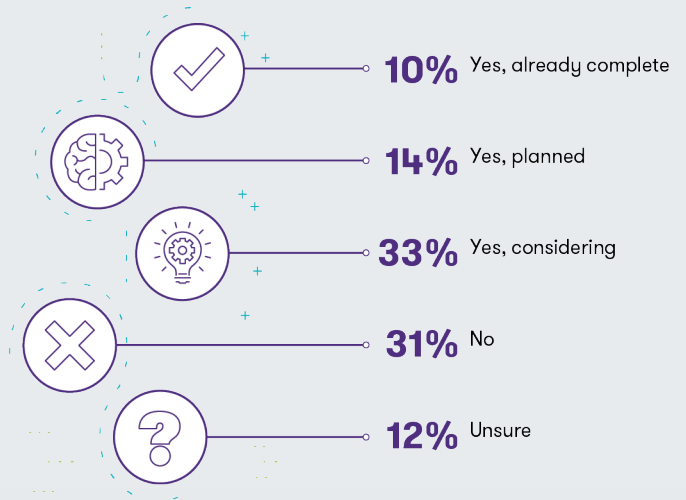 10% Yes, already complete
14% Yes, planned
33% Yes, considering
31% No
12% Unsure